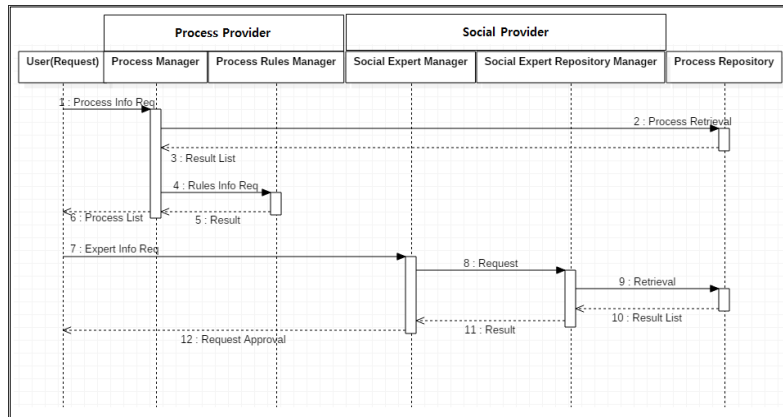 Process Provider
Social Provider
User(Request)
Process Manager
Process Rules Manager
Social Expert Manager
Social Expert Repository Manager
Process Repository
1 : Process Info Req
2 : Process Retrieval
3 : Result List
4 : Rules Info Req
5 : Result
6 : Process List
7 : Expert Info Req
8 : Request
9 : Retrieval
10 : Result List
11 : Result
12 : Request Approval